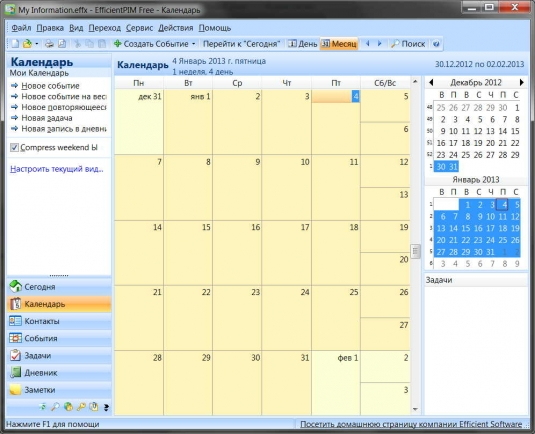 My Information.effx - EfficientPIM Free - Календарь
Файл Правка Вид Переход Сервис Действия Помощь
Создать Событие Перейти к "Сегодня" 1 День 31 Месяц Поиск
Календарь
Мои Календарь
Новое событие
Новое событие на вес
Новое повторяющеес
Новая задача
Новая запись в дневни
Compress weekend Ы
Настроить текущий вид...
Сегодня
Календарь
Контакты
События
Задачи
Дневник
Заметки
Календарь 4 Январь 2013 г. пятница
1 неделя, 4 день
30.12.2012 по 02.02.2013
Пн Вт Ср Чт Пт Сб/Вс
дек 31 янв 1 2 3 4 5
6
7 8 9 10 11 12
13
14 15 16 17 18 19
20
21 22 23 24 25 26
27
28 29 30 31 фев 1 2
3
Декабрь 2012
В П В С Ч П С
48 25 26 27 28 29 30 1
49 2 3 4 5 6 7 8
50 9 10 11 12 13 14 15
51 16 17 18 19 20 21 22
52 23 24 25 26 27 28 29
1 30 31
Январь 2013
В П В С Ч П С
1 1 2 3 4 5
2 6 7 8 9 10 11 12
3 13 14 15 16 17 18 19
4 20 21 22 23 24 25 26
5 27 28 29 30 31
6 3 4 5 6 7 8 9
Задачи
Нажмите F1 для помощи
Посетить домашнюю страницу компании Efficient Software